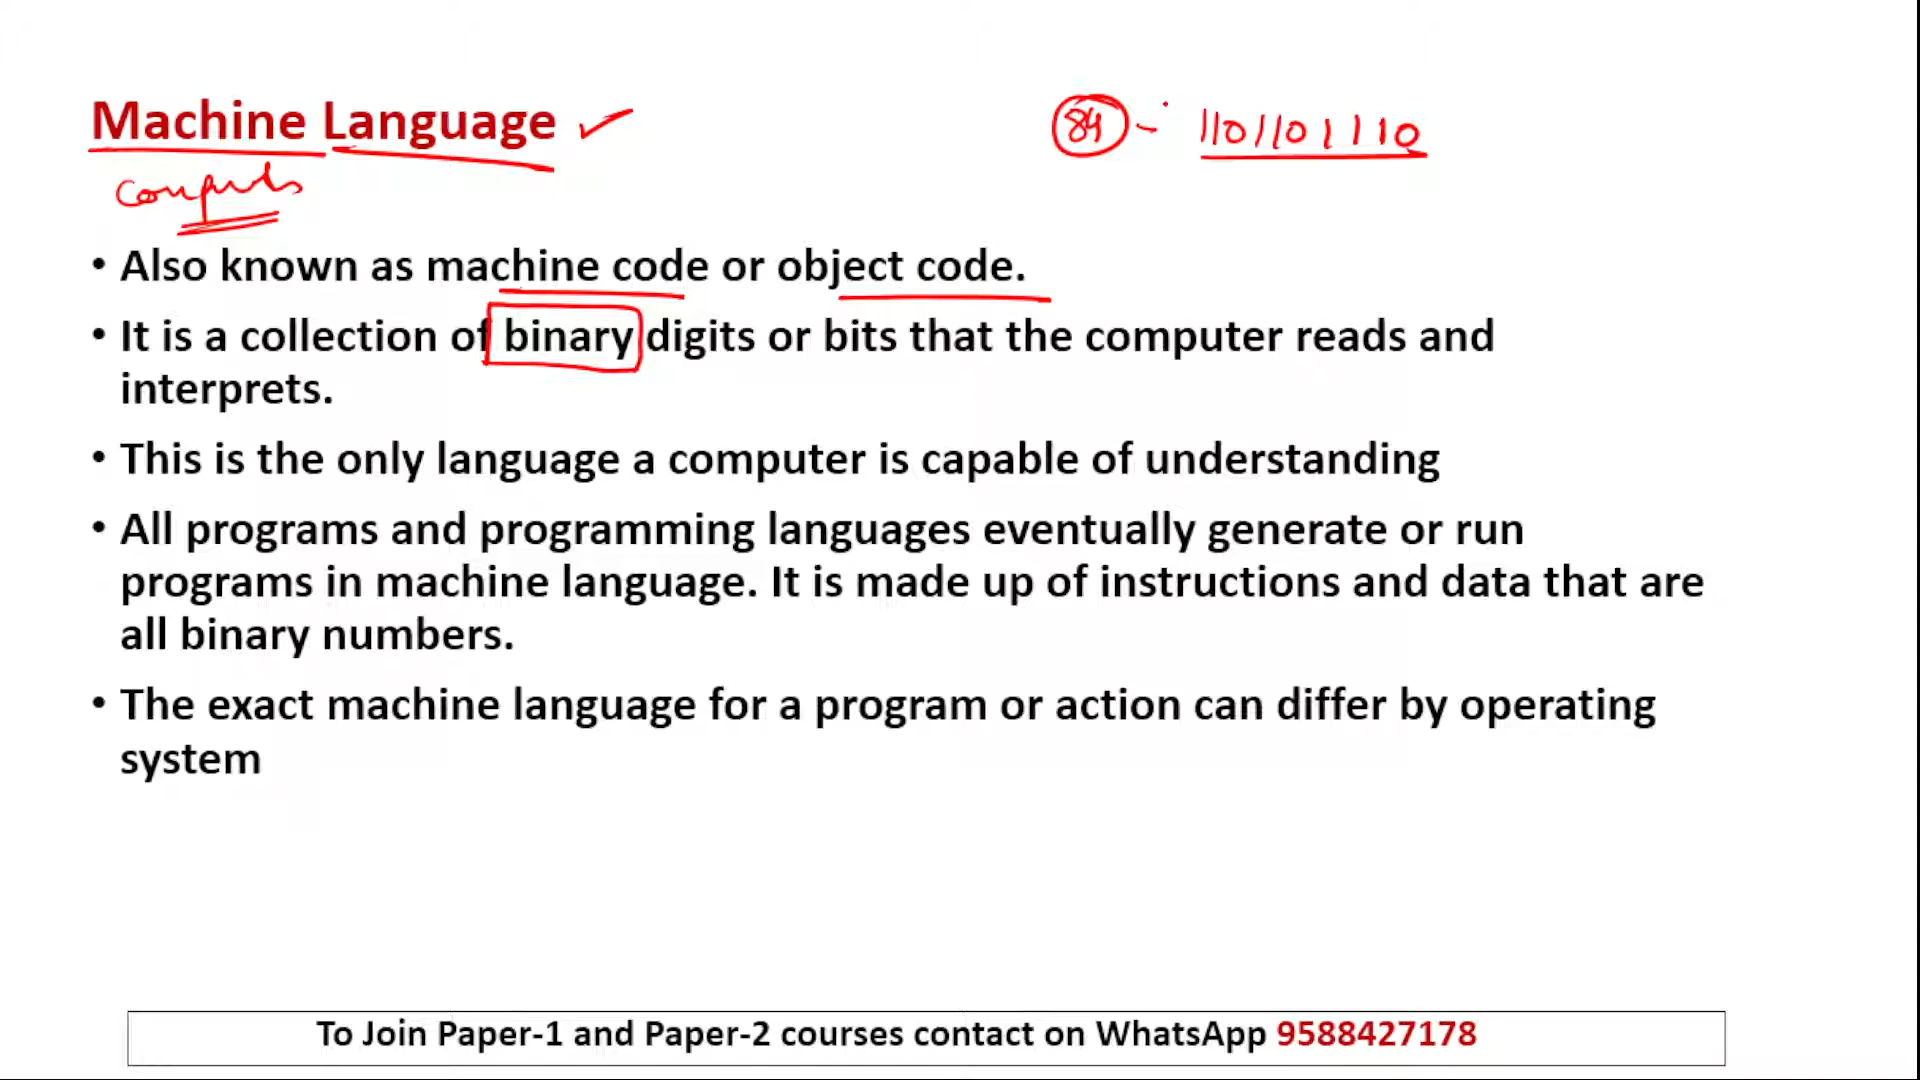 Machine Language
84 - 1101101110
• Also known as machine code or object code.
• It is a collection of binary digits or bits that the computer reads and
interprets.
• This is the only language a computer is capable of understanding
• All programs and programming languages eventually generate or run
programs in machine language. It is made up of instructions and data that are
all binary numbers.
• The exact machine language for a program or action can differ by operating
system
To Join Paper-1 and Paper-2 courses contact on WhatsApp 9588427178